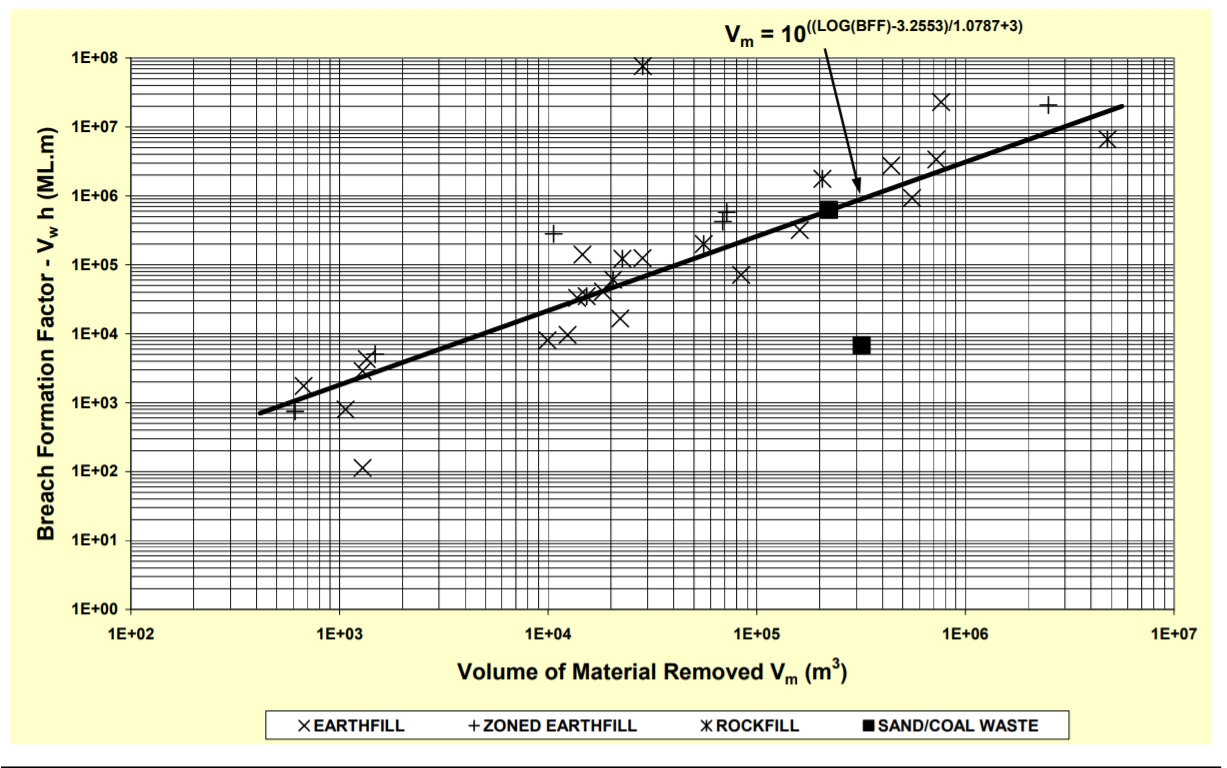 Vm = 10((LOG(BFF)-3.2553)/1.0787+3)
Breach Formation Factor - Vw h (ML.m)
1E+08
1E+07
1E+06
1E+05
1E+04
1E+03
1E+02
1E+01
1E+00
1E+02 1E+03 1E+04 1E+05 1E+06 1E+07
Volume of Material Removed Vm (m3)
EARTHFILL ZONED EARTHFILL ROCKFILL SAND/COAL WASTE